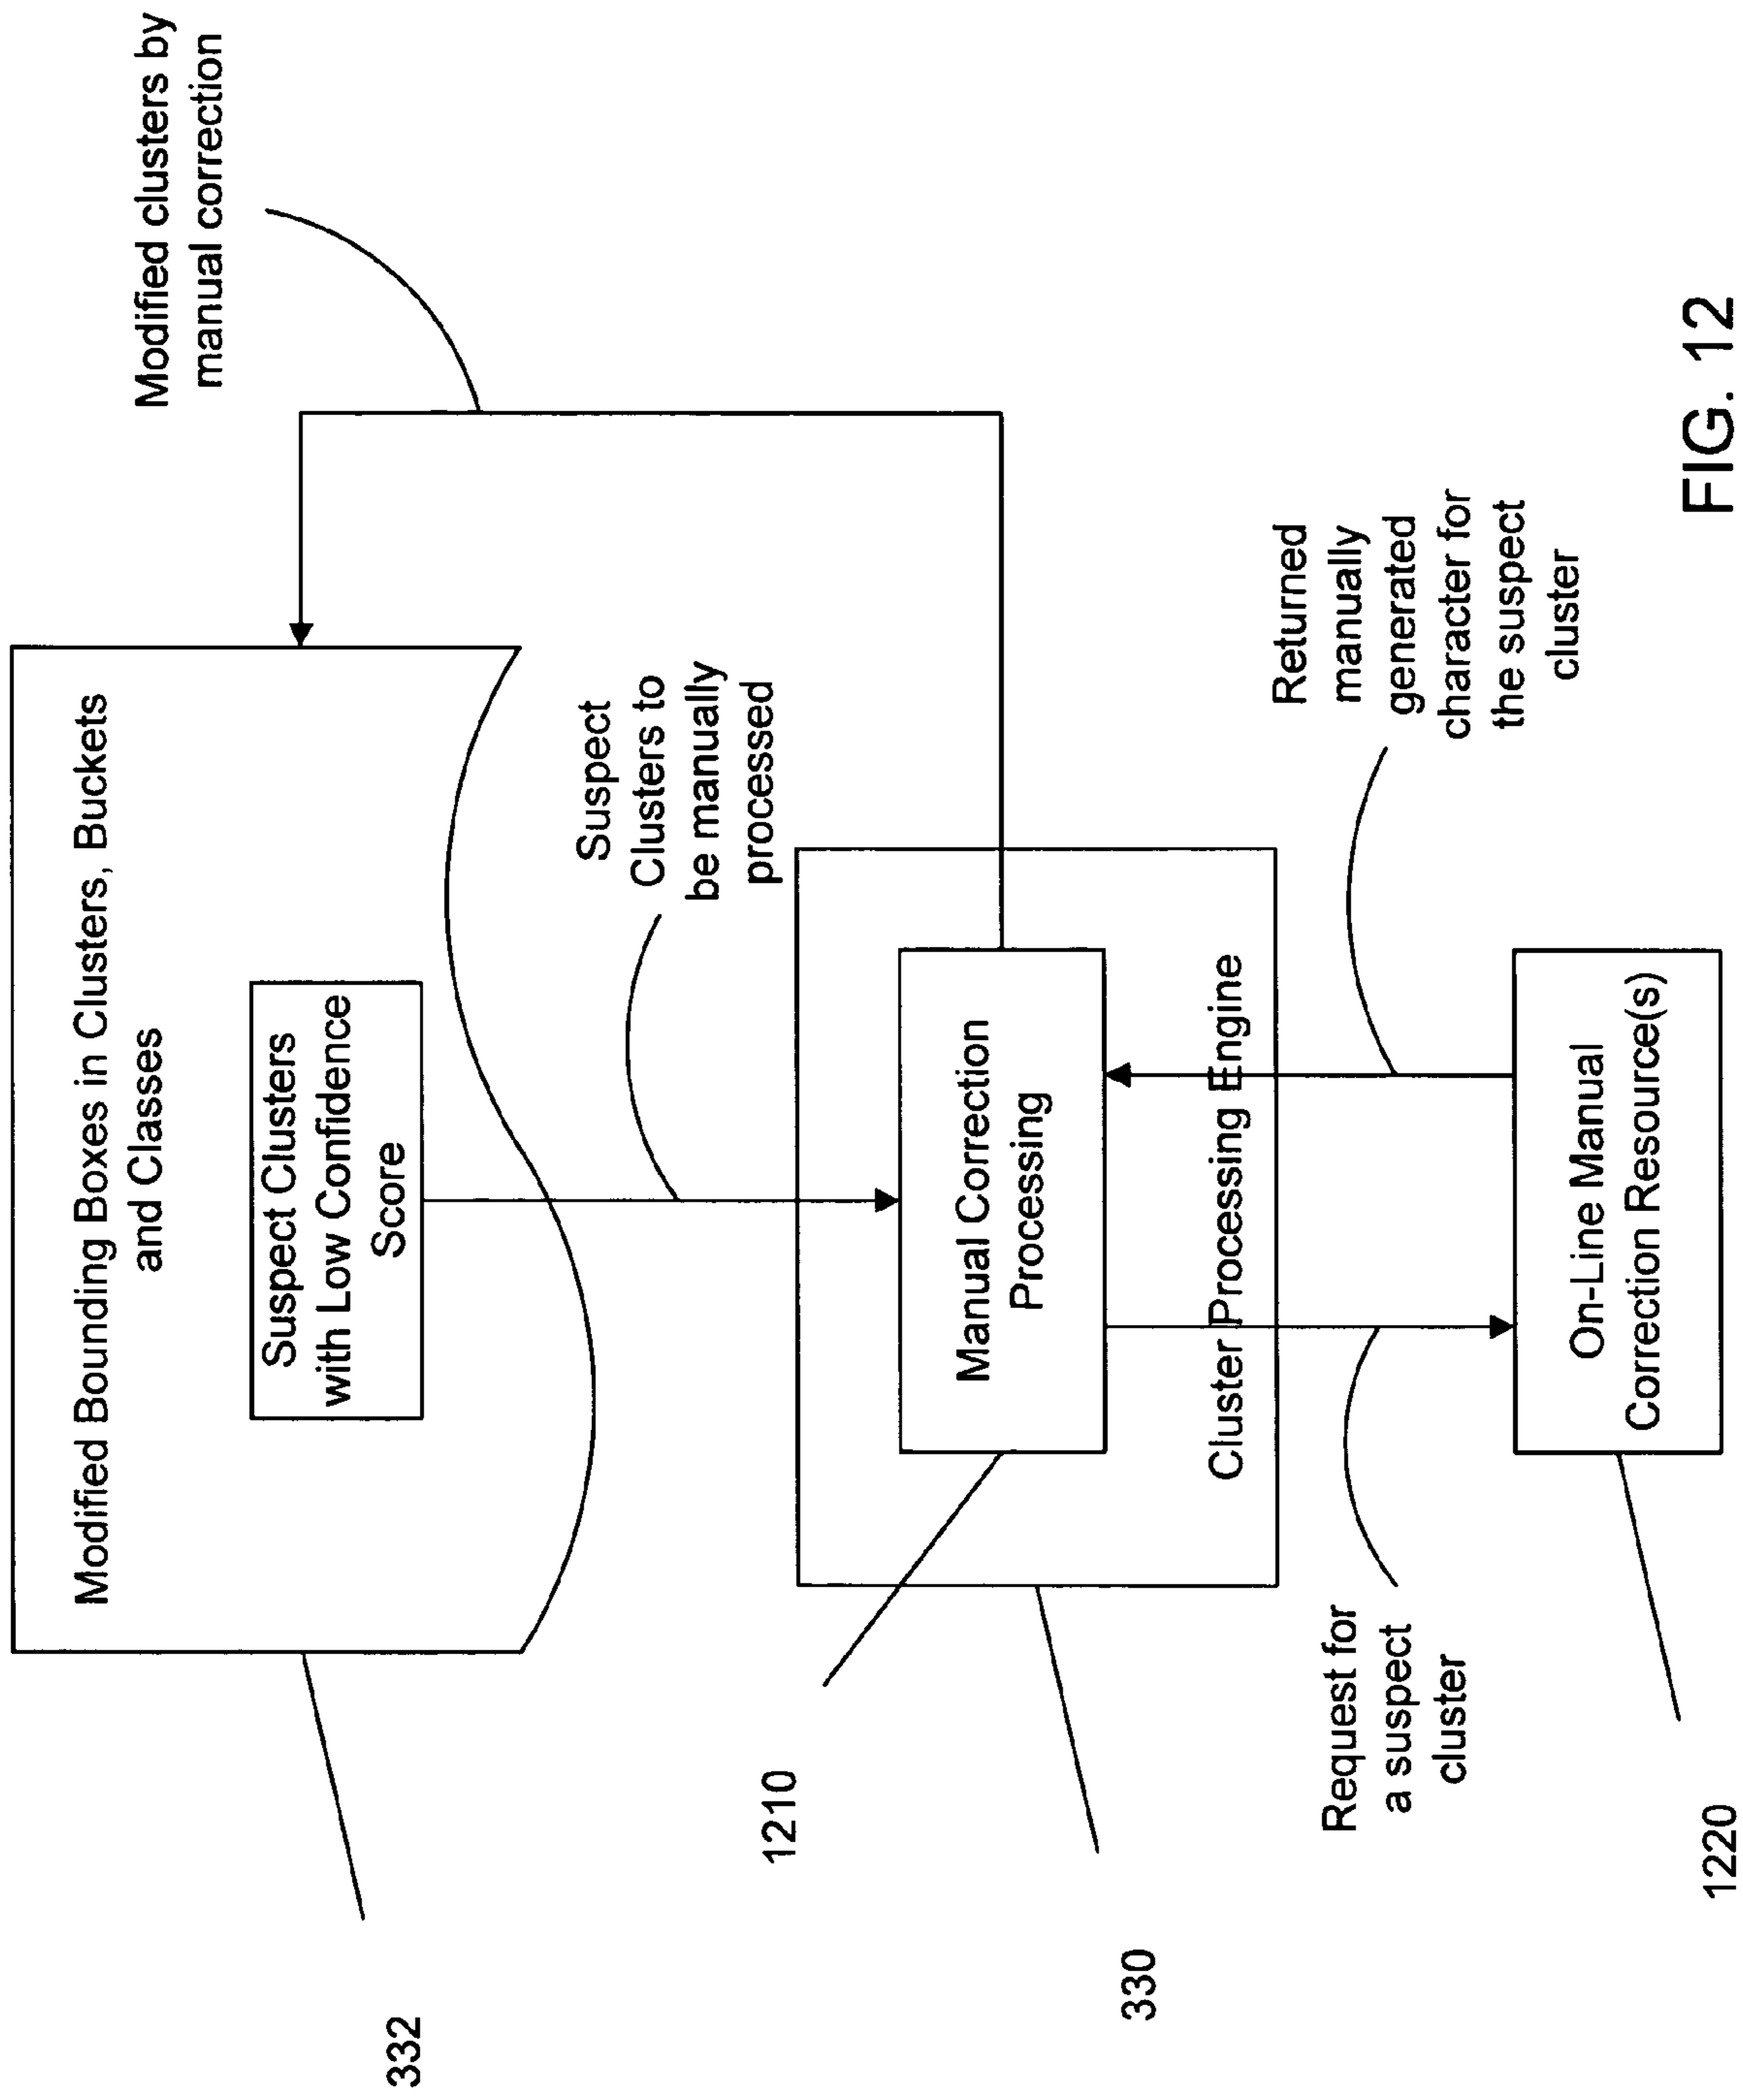 Modified Bounding Boxes in Clusters, Buckets
and Classes
Suspect Clusters
with Low Confidence
Score
332
Modified clusters by
manual correction
Suspect
Clusters to
be manually
processed
1210
Manual Correction
Processing
Cluster Processing Engine
330
Request for
a suspect
cluster
Returned
manually
generated
character for
the suspect
cluster
On-Line Manual
Correction Resource(s)
1220
FIG. 12